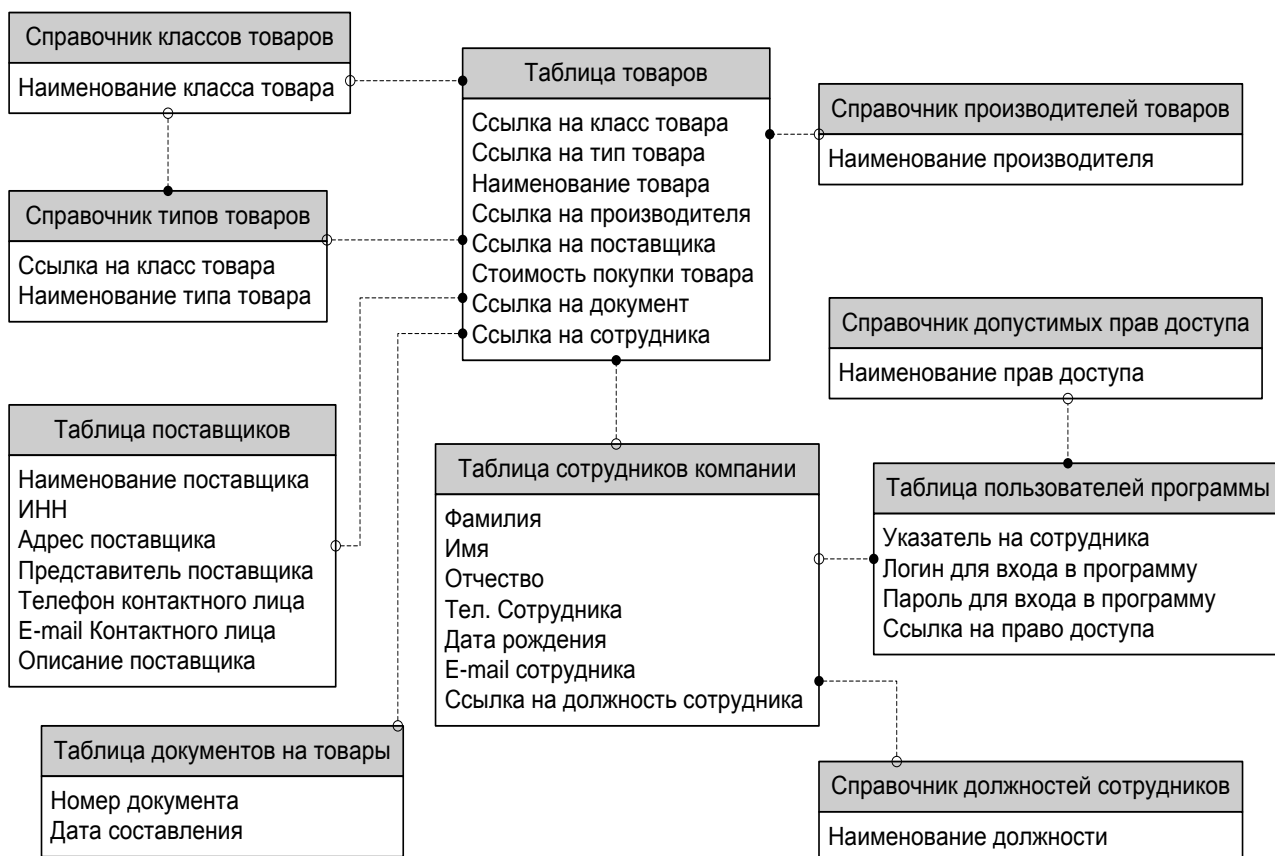 Справочник классов товаров
Наименование класса товара
Справочник типов товаров
Ссылка на класс товара
Наименование типа товара
Таблица товаров
Ссылка на класс товара
Ссылка на тип товара
Наименование товара
Ссылка на производителя
Ссылка на поставщика
Стоимость покупки товара
Ссылка на документ
Ссылка на сотрудника
Справочник производителей товаров
Наименование производителя
Справочник допустимых прав доступа
Наименование прав доступа
Таблица поставщиков
Наименование поставщика
ИНН
Адрес поставщика
Представитель поставщика
Телефон контактного лица
E-mail Контактного лица
Описание поставщика
Таблица сотрудников компании
Фамилия
Имя
Отчество
Тел. Сотрудника
Дата рождения
E-mail сотрудника
Ссылка на должность сотрудника
Таблица пользователей программы
Указатель на сотрудника
Логин для входа в программу
Пароль для входа в программу
Ссылка на право доступа
Таблица документов на товары
Номер документа
Дата составления
Справочник должностей сотрудников
Наименование должности